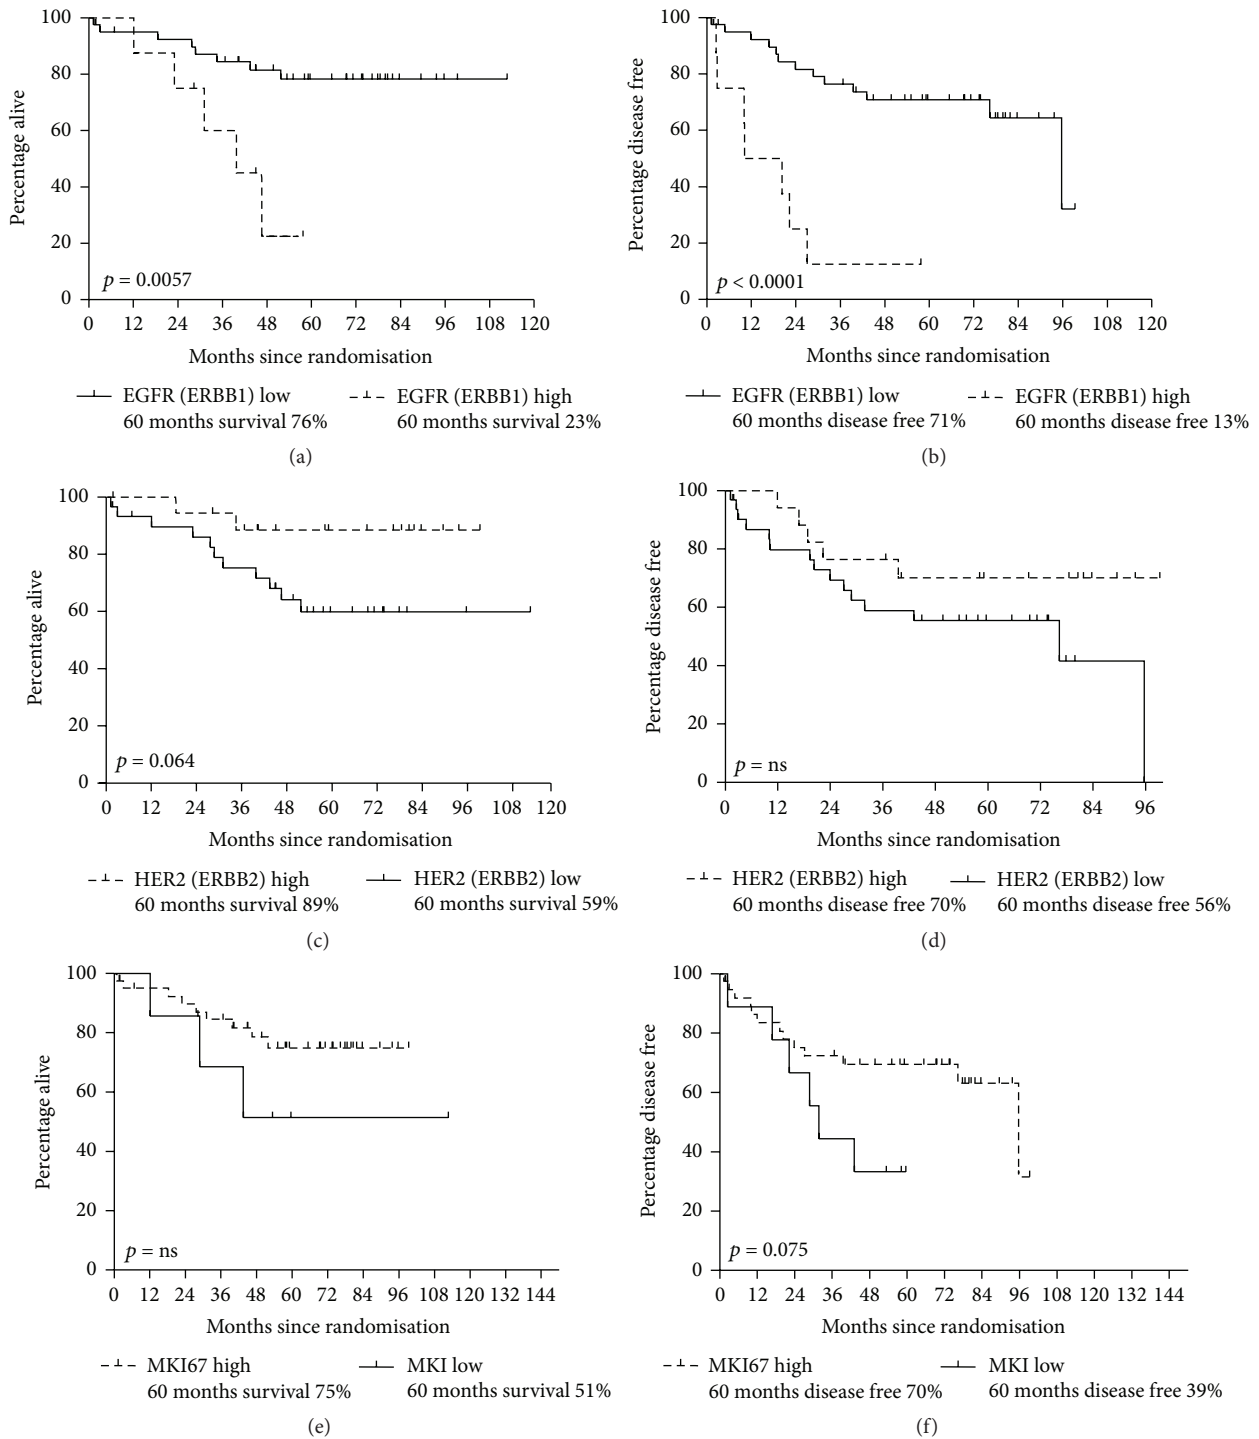 100
80
60
40
20
0
Percentage alive
p = 0.0057
0 12 24 36 48 60 72 84 96 108 120
Months since randomisation
EGFR (ERBB1) low
60 months survival 76%
EGFR (ERBB1) high
60 months survival 23%
(a)
100
80
60
40
20
0
Percentage disease free
p < 0.0001
0 12 24 36 48 60 72 84 96 108 120
Months since randomisation
EGFR (ERBB1) low
60 months disease free 71%
EGFR (ERBB1) high
60 months disease free 13%
(b)
100
80
60
40
20
0
Percentage alive
p = 0.064
0 12 24 36 48 60 72 84 96 108 120
Months since randomisation
HER2 (ERBB2) high
60 months survival 89%
HER2 (ERBB2) low
60 months survival 59%
(c)
100
80
60
40
20
0
Percentage disease free
p = ns
0 12 24 36 48 60 72 84 96
Months since randomisation
HER2 (ERBB2) high
60 months disease free 70%
HER2 (ERBB2) low
60 months disease free 56%
(d)
100
80
60
40
20
0
Percentage alive
p = ns
0 12 24 36 48 60 72 84 96 108 120 132 144
Months since randomisation
MKI67 high
60 months survival 75%
MKI low
60 months survival 51%
(e)
100
80
60
40
20
0
Percentage disease free
p = 0.075
0 12 24 36 48 60 72 84 96 108 120 132 144
Months since randomisation
MKI67 high
60 months disease free 70%
MKI low
60 months disease free 39%
(f)